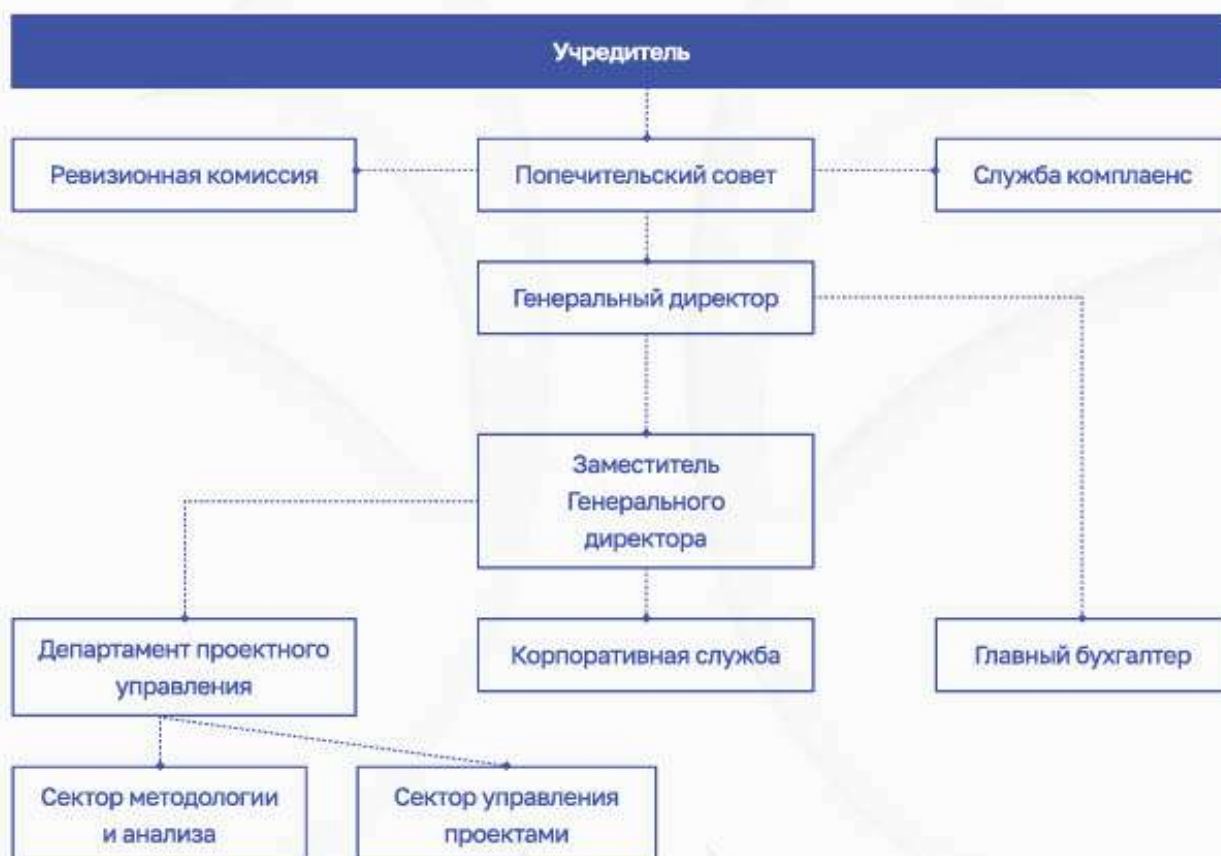 Учредитель
Ревизионная комиссия
Попечительский совет
Служба комплаенс
Генеральный директор
Заместитель
Генерального
директора
Департамент проектного
управления
Корпоративная служба
Главный бухгалтер
Сектор методологии
и анализа
Сектор управления
проектами